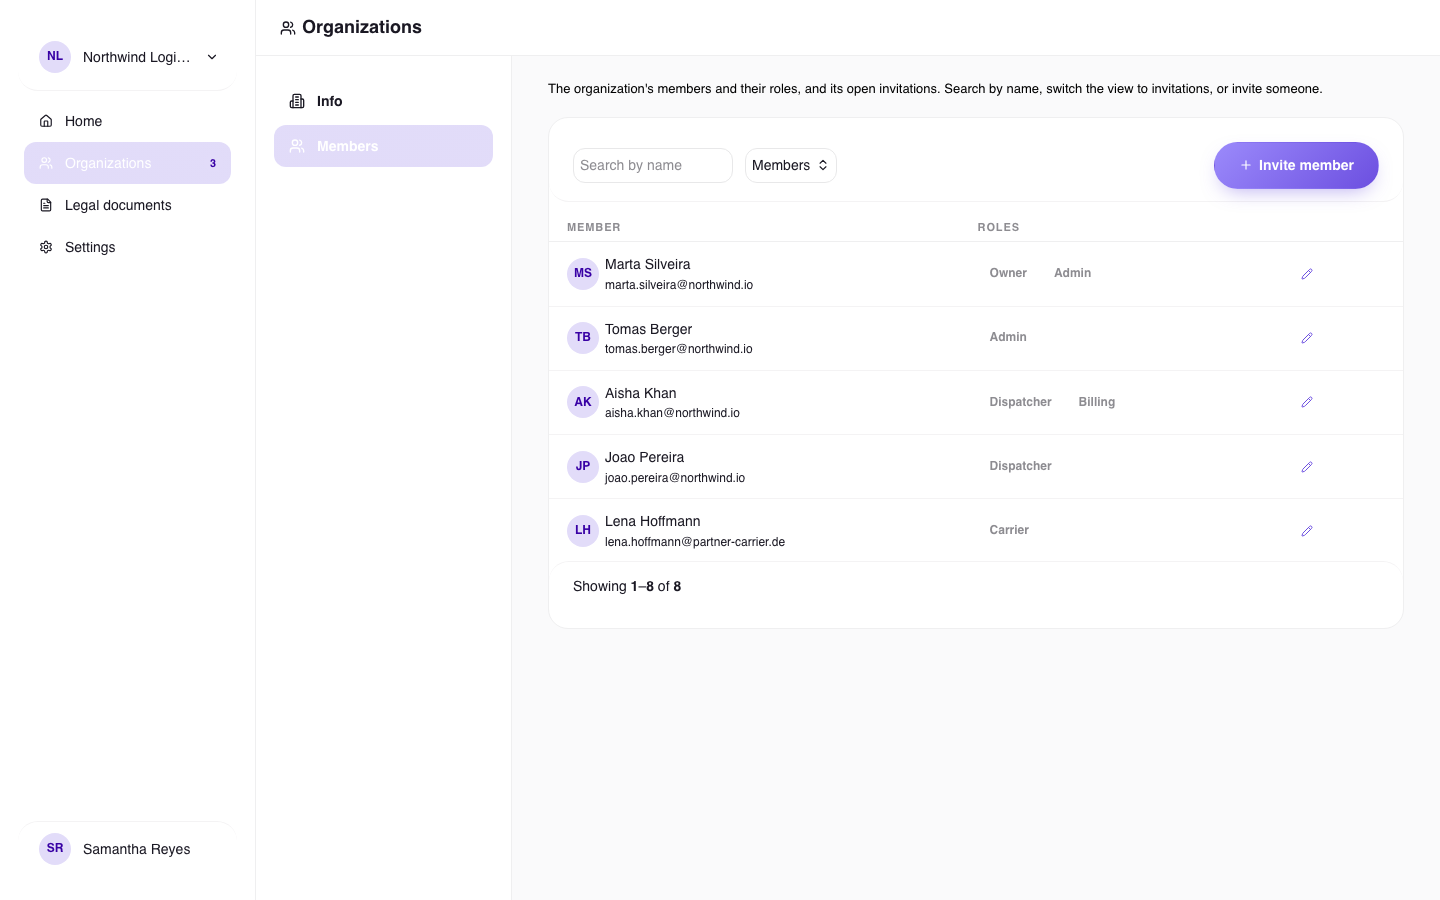 NL
Northwind Logi...
Home
Organizations 3
Legal documents
Settings
SR
Samantha Reyes
Organizations
Info
Members
The organization's members and their roles, and its open invitations. Search by name, switch the view to invitations, or invite someone.
Search by name
Members
Invite member
MEMBER ROLES
MS
Marta Silveira
marta.silveira@northwind.io
Owner Admin
TB
Tomas Berger
tomas.berger@northwind.io
Admin
AK
Aisha Khan
aisha.khan@northwind.io
Dispatcher Billing
JP
Joao Pereira
joao.pereira@northwind.io
Dispatcher
LH
Lena Hoffmann
lena.hoffmann@partner-carrier.de
Carrier
Showing 1–8 of 8